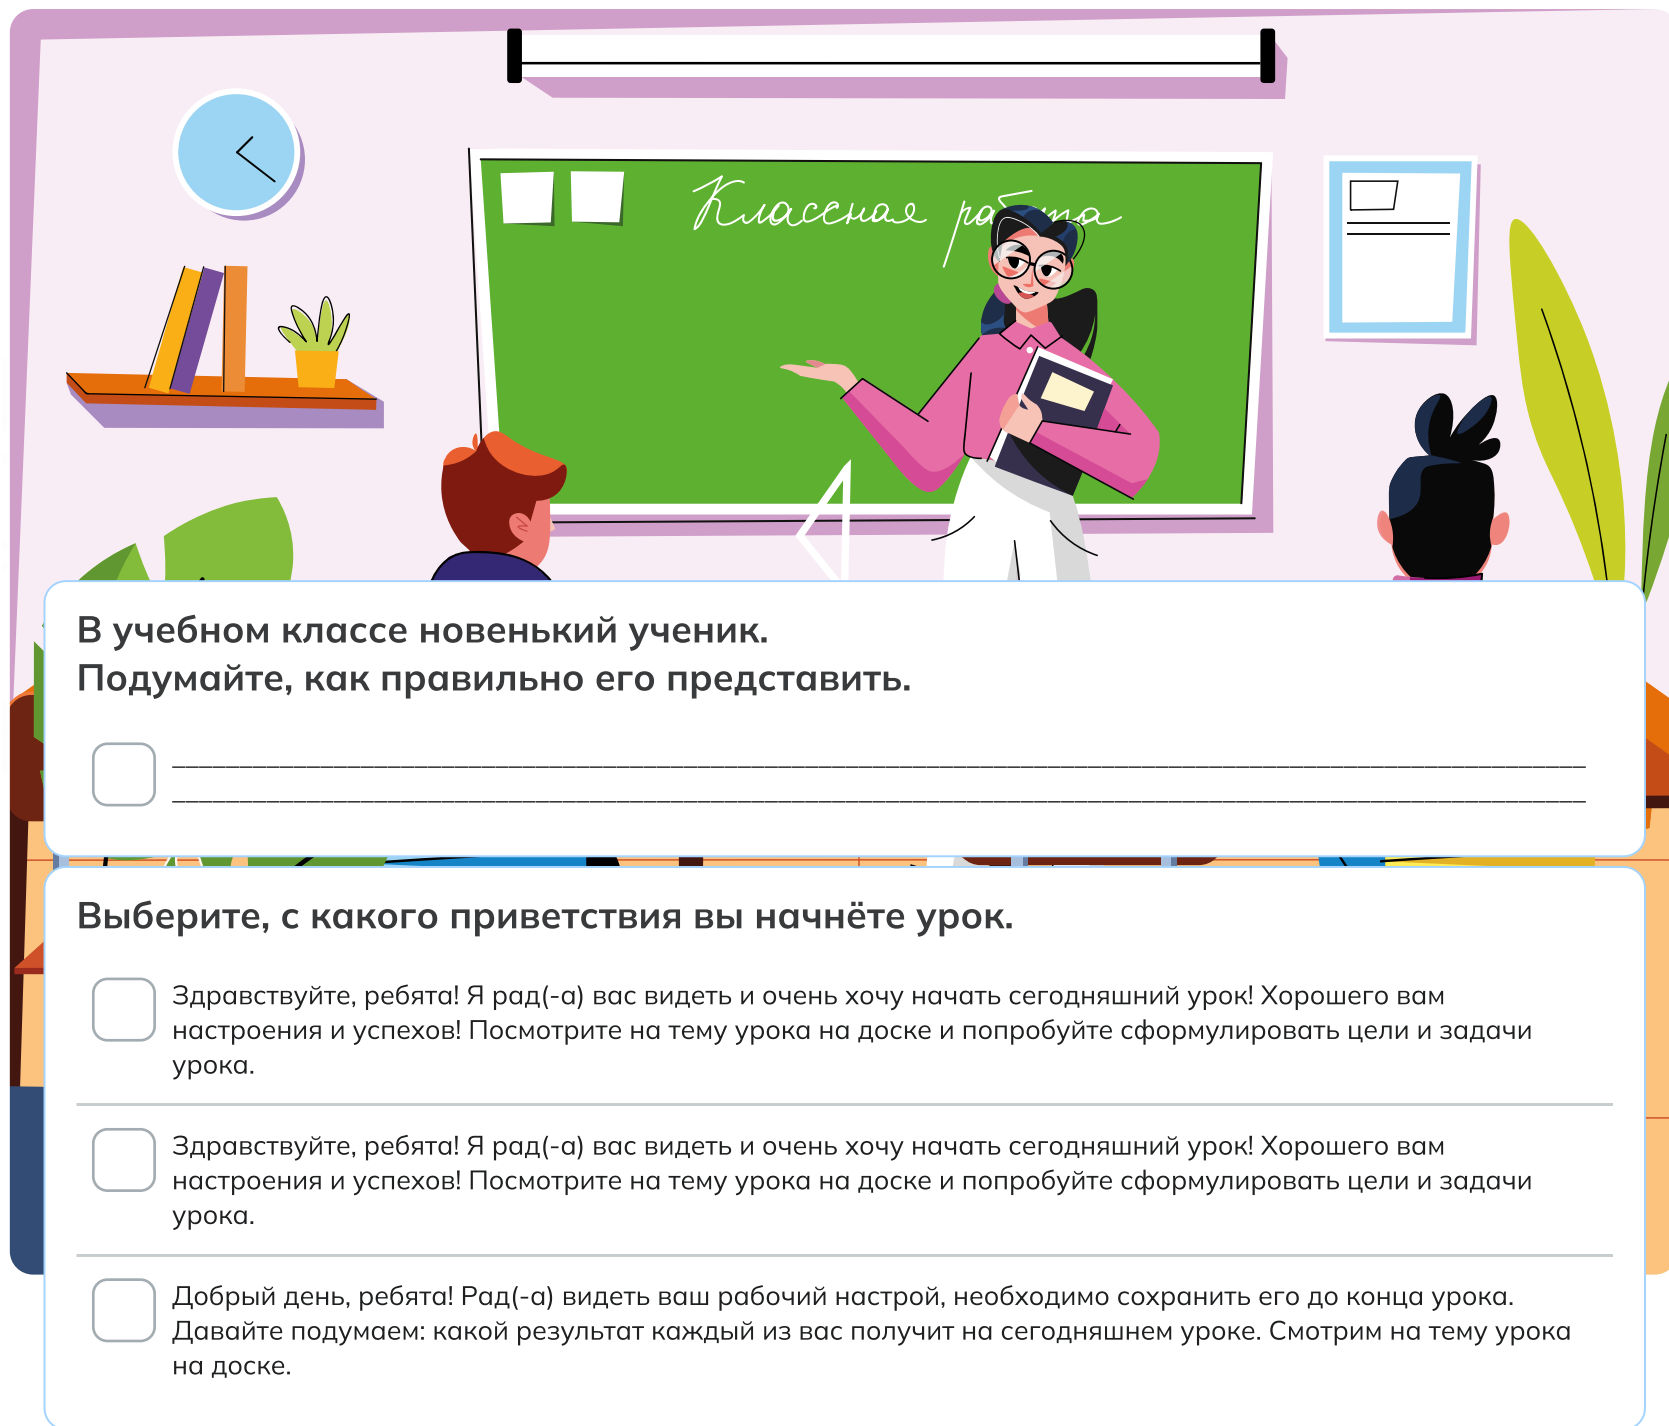 Классная работа
В учебном классе новенький ученик.
Подумайте, как правильно его представить.
Выберите, с какого приветствия вы начнёте урок.
Здравствуйте, ребята! Я рад(-а) вас видеть и очень хочу начать сегодняшний урок! Хорошего вам
настроения и успехов! Посмотрите на тему урока на доске и попробуйте сформулировать цели и задачи
урока.
Здравствуйте, ребята! Я рад(-а) вас видеть и очень хочу начать сегодняшний урок! Хорошего вам
настроения и успехов! Посмотрите на тему урока на доске и попробуйте сформулировать цели и задачи
урока.
Добрый день, ребята! Рад(-а) видеть ваш рабочий настрой, необходимо сохранить его до конца урока.
Давайте подумаем: какой результат каждый из вас получит на сегодняшнем уроке. Смотрим на тему урока
на доске.